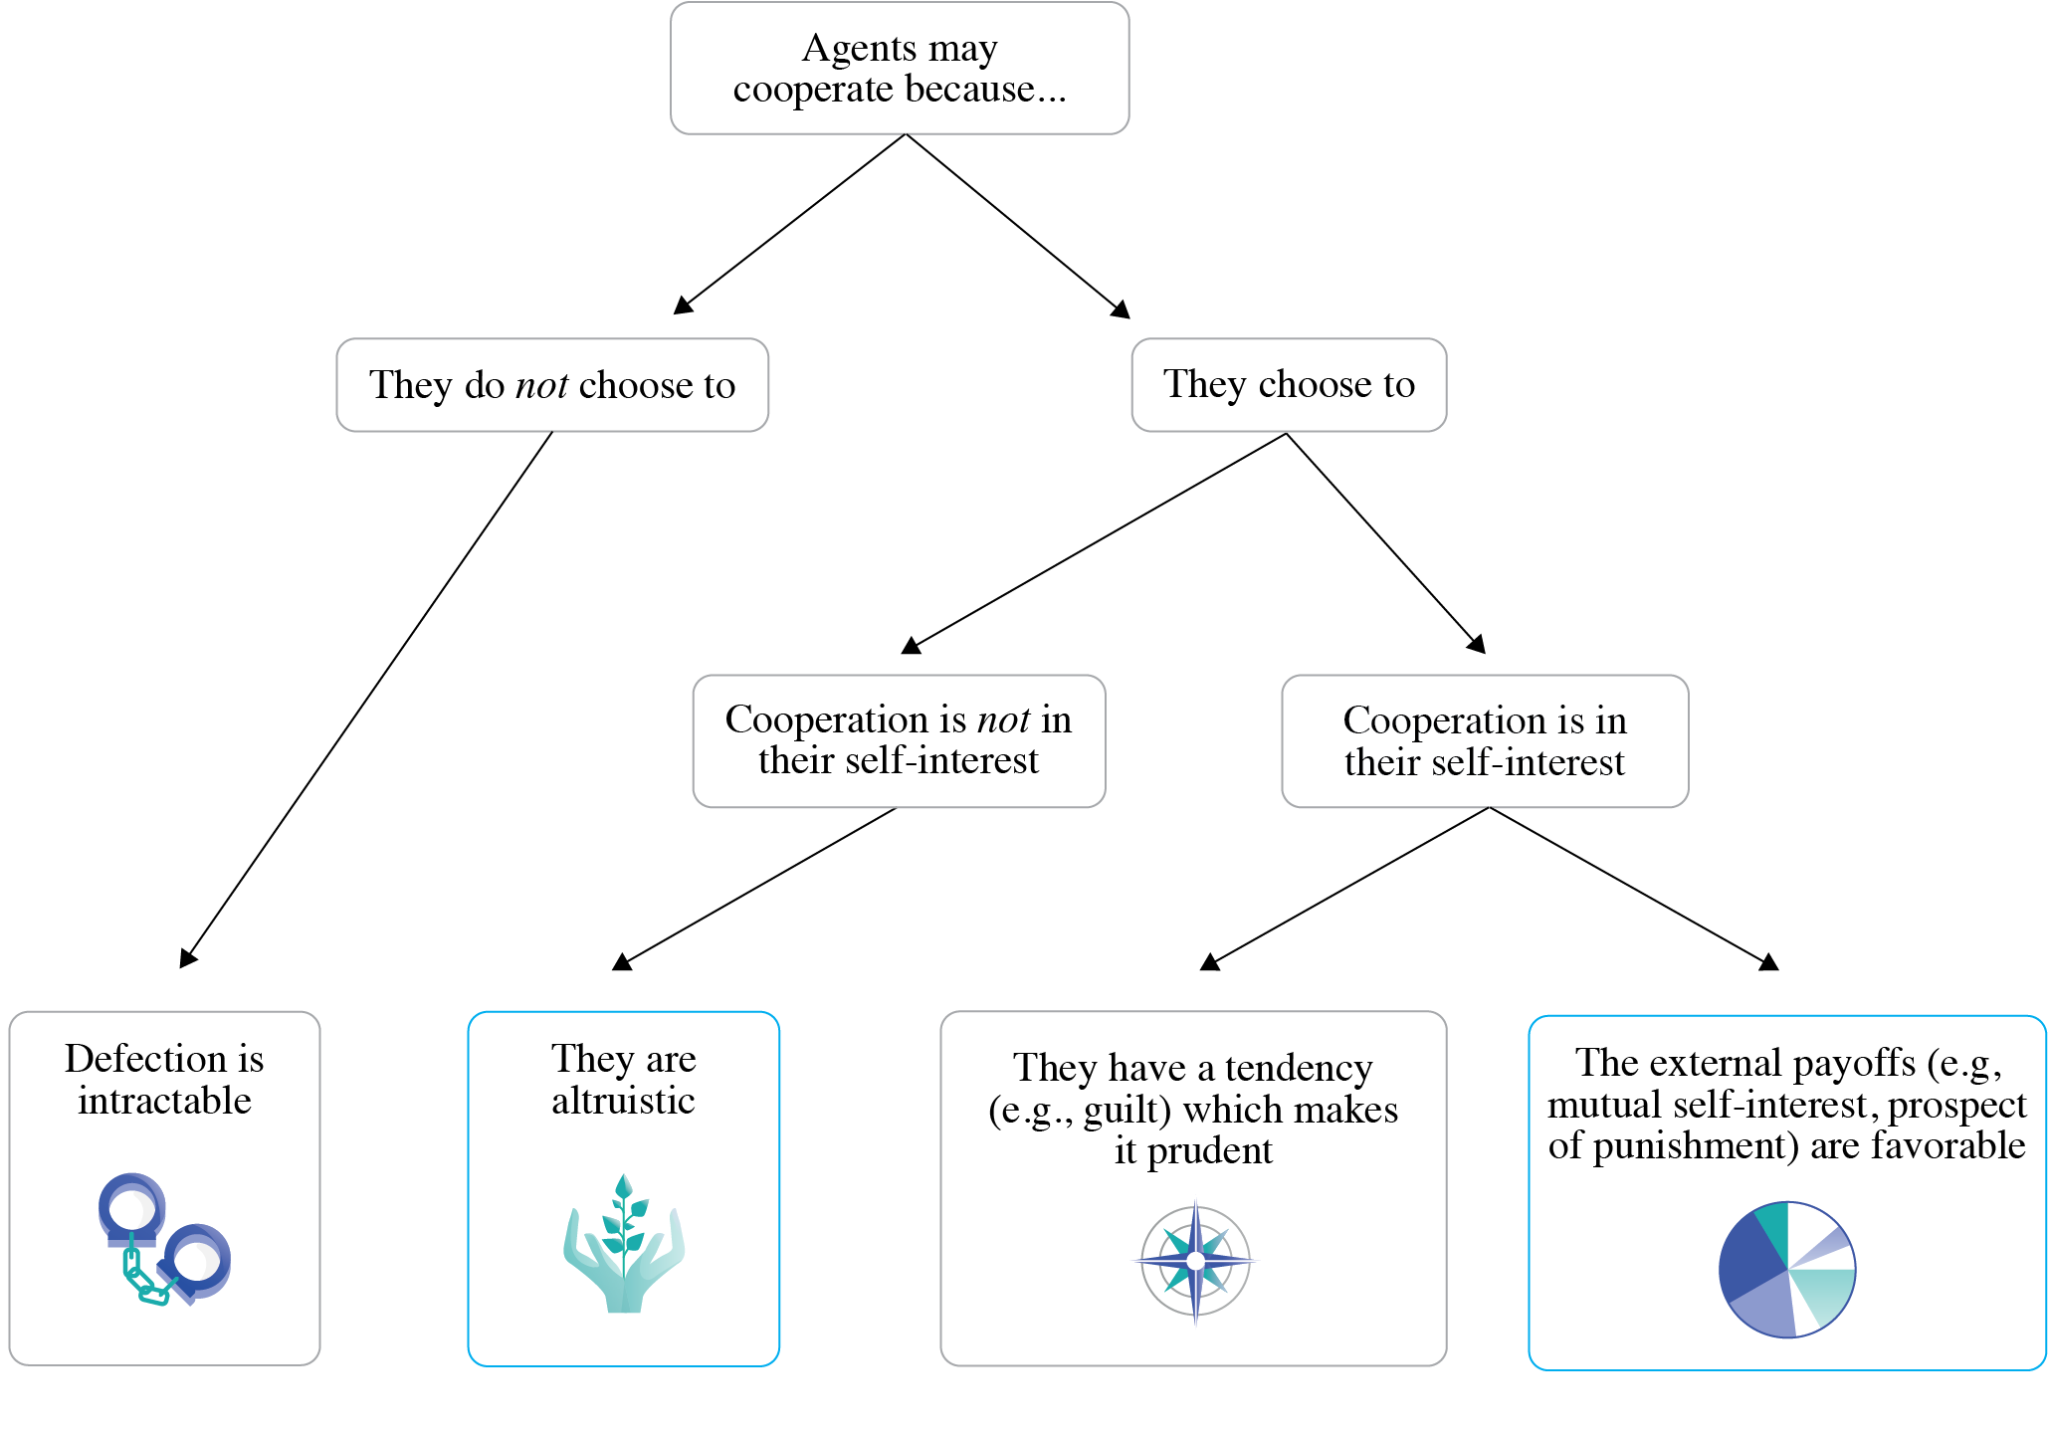 Agents may
cooperate because...
They do not choose to
They choose to
Cooperation is not in
their self-interest
Cooperation is in
their self-interest
Defection is
intractable
They are
altruistic
They have a tendency
(e.g., guilt) which makes
it prudent
The external payoffs (e.g,
mutual self-interest, prospect
of punishment) are favorable